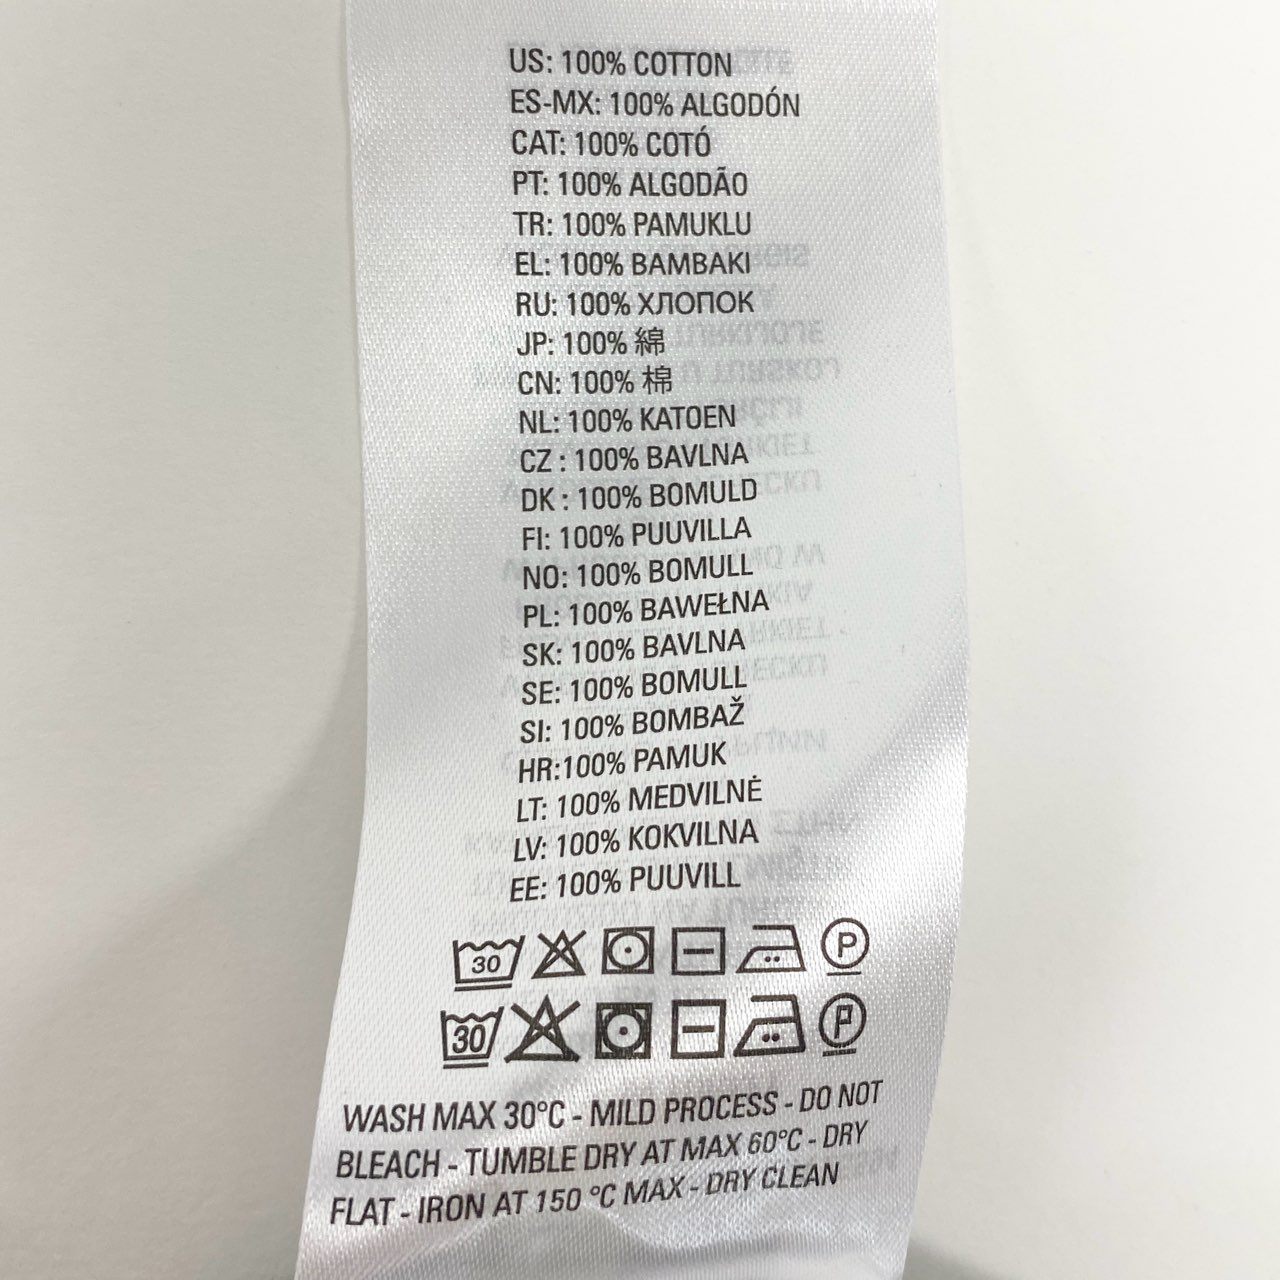 US: 100% COTTON
ES-MX: 100% ALGODÓN
CAT: 100% COTÓ
PT: 100% ALGODÃO
TR: 100% PAMUKLU
EL: 100% BAMBAKI
RU: 100% ХЛОПОК
JP: 100% 綿
CN: 100% 棉
NL: 100% KATOEN
CZ : 100% BAVLNA
DK : 100% BOMULD
FI: 100% PUUVILLA
NO: 100% BOMULL
PL: 100% BAWEŁNA
SK: 100% BAVLNA
SE: 100% BOMULL
SI: 100% BOMBAŽ
HR:100% PAMUK
LT: 100% MEDVILNĖ
LV: 100% KOKVILNA
EE: 100% PUUVILL
30 P
30 P
WASH MAX 30°C - MILD PROCESS - DO NOT
BLEACH - TUMBLE DRY AT MAX 60°C - DRY
FLAT - IRON AT 150 °C MAX - DRY CLEAN